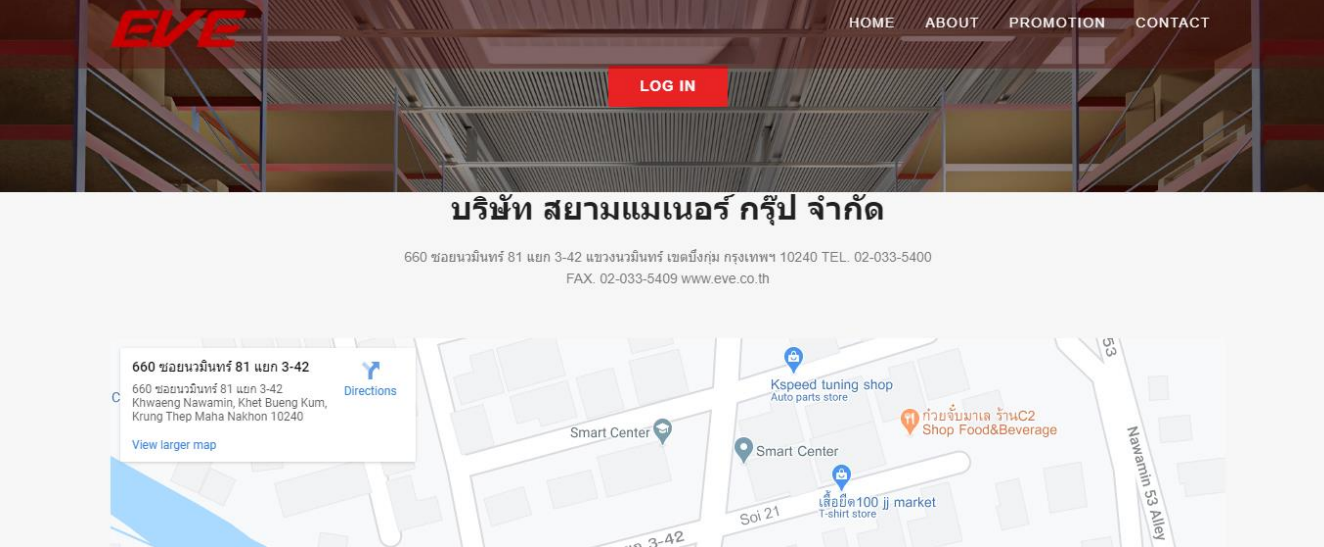 EVE
HOME ABOUT PROMOTION CONTACT
LOG IN
บริษัท สยามแมเนอร์ กรุ๊ป จำกัด
660 ซอยนวมินทร์ 81 แยก 3-42 แขวงนวมินทร์ เขตบึงกุ่ม กรุงเทพฯ 10240 TEL. 02-033-5400
FAX. 02-033-5409 www.eve.co.th
660 ซอยนวมินทร์ 81 แยก 3-42
660 ซอยนวมินทร์ 81 แยก 3-42
Khwaeng Nawamin, Khet Bueng Kum,
Krung Thep Maha Nakhon 10240
Directions
View larger map
53
Kspeed tuning shop
Auto parts store
Smart Center
ก๋วยจั๊บมาเล ร้านC2
Shop Food&Beverage
Smart Center
Nawamin 53 Alley
เสื้อยืด100 jj market
T-shirt store
Soi 21
3-42